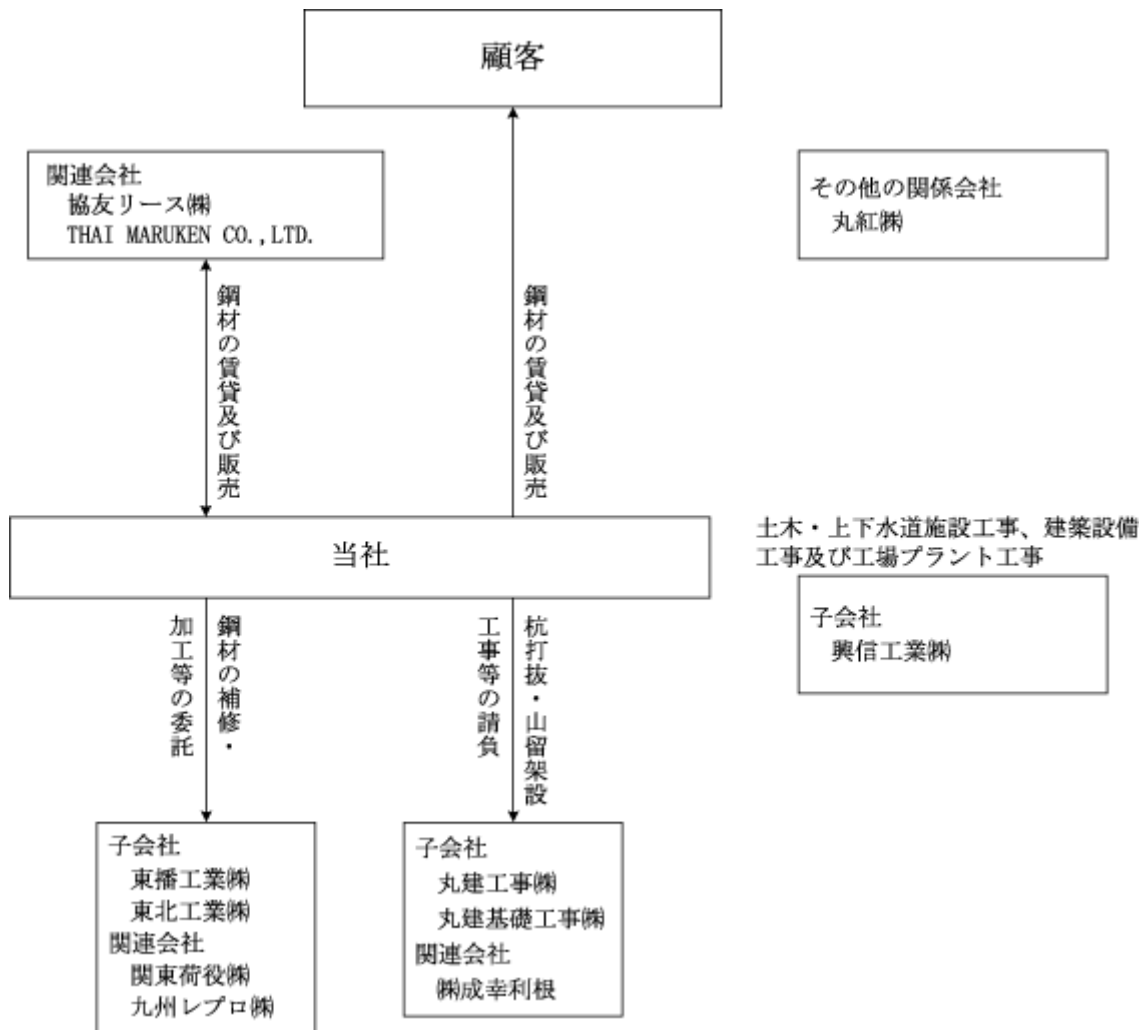 顧客
関連会社
協友リース㈱
THAI MARUKEN CO.,LTD.
その他の関係会社
丸紅㈱
鋼材の賃貸及び販売
鋼材の賃貸及び販売
当社
土木・上下水道施設工事、建築設備
工事及び工場プラント工事
子会社
興信工業㈱
鋼材の補修・
加工等の委託
杭打抜・山留架設
工事等の請負
子会社
東播工業㈱
東北工業㈱
関連会社
関東荷役㈱
九州レプロ㈱
子会社
丸建工事㈱
丸建基礎工事㈱
関連会社
㈱成幸利根